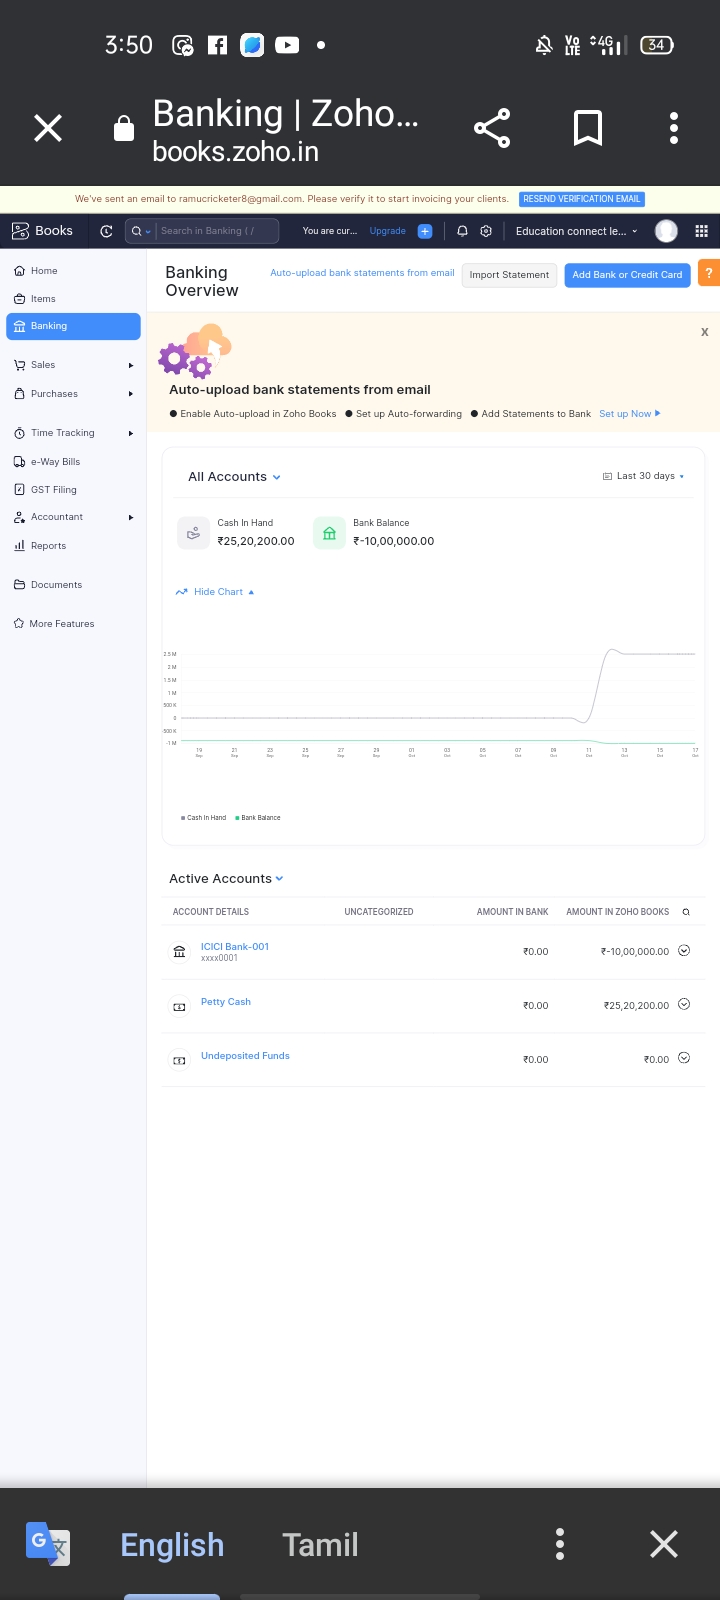 3:50
Vo LTE 4G 34
Banking | Zoho...
books.zoho.in
We've sent an email to ramucricketer8@gmail.com. Please verify it to start invoicing your clients. RESEND VERIFICATION EMAIL
Books Search in Banking ( / You are cur... Upgrade Education connect le...
Home
Items
Banking
Sales
Purchases
Time Tracking
e-Way Bills
GST Filing
Accountant
Reports
Documents
More Features
Banking Overview
Auto-upload bank statements from email Import Statement Add Bank or Credit Card ?
X
Auto-upload bank statements from email
● Enable Auto-upload in Zoho Books ● Set up Auto-forwarding ● Add Statements to Bank Set up Now
All Accounts Last 30 days
Cash In Hand Bank Balance
₹25,20,200.00 ₹-10,00,000.00
Hide Chart
2.5 M
2 M
1.5 M
1 M
500 K
0
-500 K
-1 M
19 21 23 25 27 29 01 03 05 07 09 11 13 15 17
Sep Sep Sep Sep Sep Sep Oct Oct Oct Oct Oct Oct Oct Oct Oct
Cash In Hand Bank Balance
Active Accounts
ACCOUNT DETAILS UNCATEGORIZED AMOUNT IN BANK AMOUNT IN ZOHO BOOKS
ICICI Bank-001 ₹0.00 ₹-10,00,000.00
xxxx0001
Petty Cash ₹0.00 ₹25,20,200.00
Undeposited Funds ₹0.00 ₹0.00
G 文 English Tamil